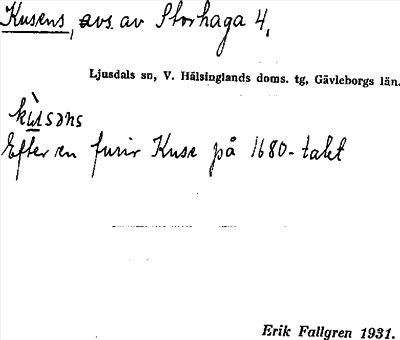 Kusens, avs. av Storhaga 4,
Ljusdals sn, V. Hälsinglands doms. tg, Gävleborgs län.
kùsəns
Efter en furir Kuse på 1680-talet
Erik Fallgren 1931.